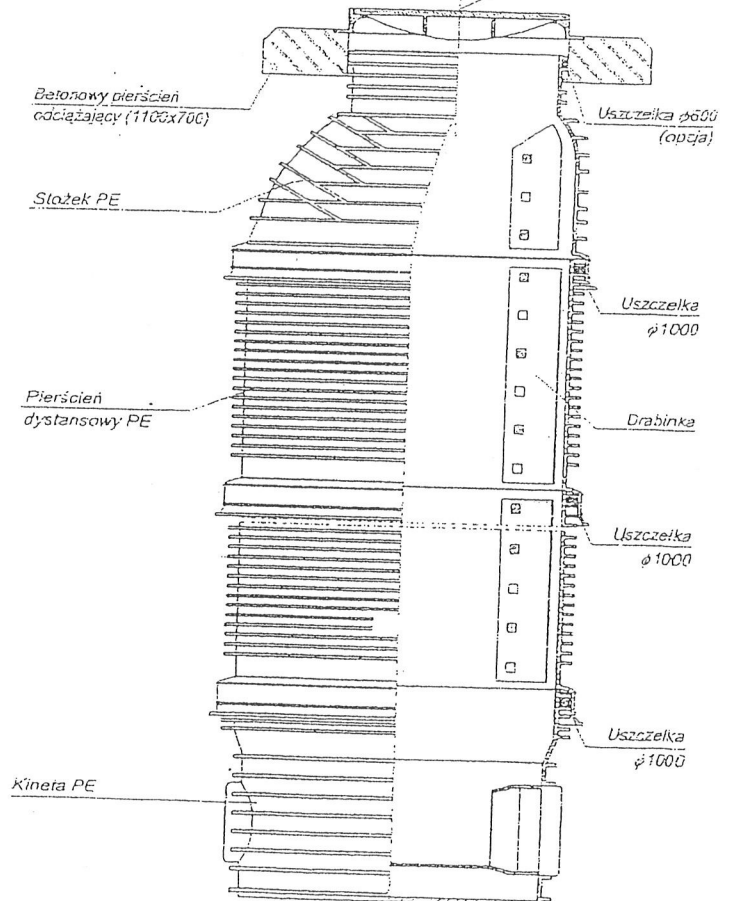 Betonowy pierścień
odciążający (1100x700)
Uszczelka ϕ600
(opcja)
Stożek PE
Uszczelka
ϕ1000
Pierścień
dystansowy PE
Drabinka
Uszczelka
ϕ1000
Uszczelka
ϕ1000
Kineta PE